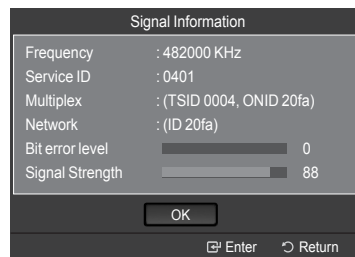 Signal Information
Frequency : 482000 KHz
Service ID : 0401
Multiplex : (TSID 0004, ONID 20fa)
Network : (ID 20fa)
Bit error level 0
Signal Strength 88
OK
Enter Return